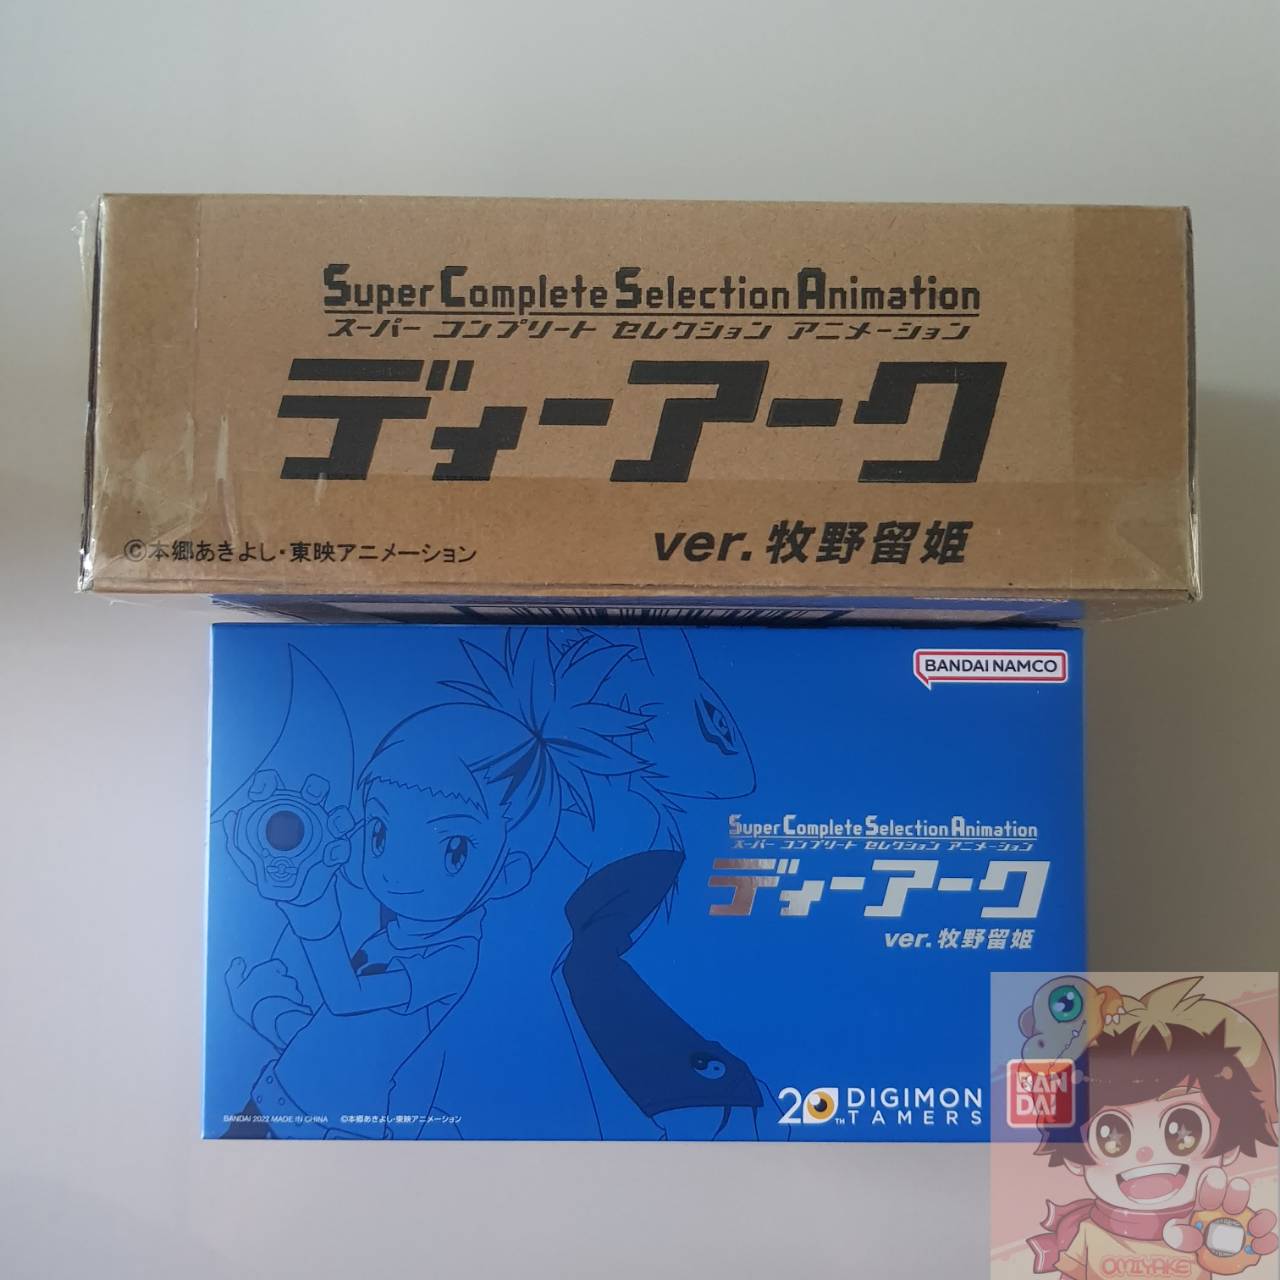 Super Complete Selection Animation
スーパー コンプリート セレクション アニメーション
ディーアーク
ver. 牧野留姫
©本郷あきよし・東映アニメーション
BANDAI NAMCO
Super Complete Selection Animation
スーパー コンプリート セレクション アニメーション
ディーアーク
ver. 牧野留姫
20TH DIGIMON TAMERS
BANDAI
BANDAI 2022 MADE IN CHINA ©本郷あきよし・東映アニメーション
OMIYAKE